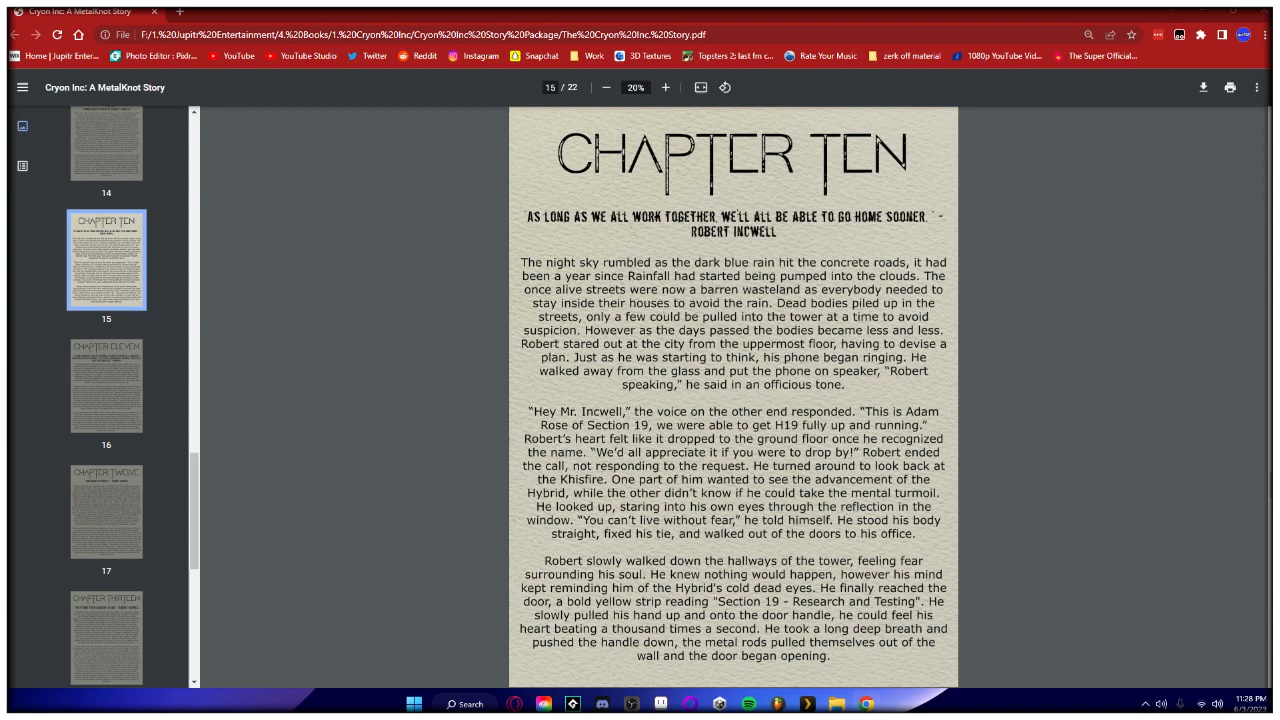 Cryon Inc: A MetalKnot Story
File
F:/1.%20Jupitr%20Entertainment/4.%20Books/1.%20Cryon%20Inc/Cryon%20Inc%20Story%20Package/The%20Cryon%20Inc.%20Story.pdf
Home | Jupitr Enter...
Photo Editor : Pixlr...
YouTube
YouTube Studio
Twitter
Reddit
Instagram
Snapchat
Work
3D Textures
Topsters 2: last fm c...
Rate Your Music
zerk off material
1080p YouTube Vid...
The Super Official...
Cryon Inc: A MetalKnot Story
15 / 22
20%
14
CHAPTER TEN
15
CHAPTER ELEVEN
16
CHAPTER TWELVE
17
CHAPTER THIRTEEN
CHAPTER TEN
"AS LONG AS WE ALL WORK TOGETHER, WE'LL ALL BE ABLE TO GO HOME SOONER." -
ROBERT INCWELL
The night sky rumbled as the dark blue rain hit the concrete roads, it had
been a year since Rainfall had started being pumped into the clouds. The
once alive streets were now a barren wasteland as everybody needed to
stay inside their houses to avoid the rain. Dead bodies piled up in the
streets, only a few could be pulled into the tower at a time to avoid
suspicion. However as the days passed the bodies became less and less.
Robert stared out at the city from the uppermost floor, having to devise a
plan. Just as he was starting to think, his phone began ringing. He
walked away from the glass and put the phone on speaker, “Robert
speaking,” he said in an officious tone.
“Hey Mr. Incwell,” the voice on the other end responded. “This is Adam
Rose of Section 19, we were able to get H19 fully up and running.”
Robert’s heart felt like it dropped to the ground floor once he recognized
the name. “We’d all appreciate it if you were to drop by!” Robert ended
the call, not responding to the request. He turned around to look back at
the Khisfire. One part of him wanted to see the advancement of the
Hybrid, while the other didn’t know if he could take the mental turmoil.
He looked up, staring into his own eyes through the reflection in the
window. “You can’t live without fear,” he told himself. He stood his body
straight, fixed his tie, and walked out of the doors to his office.
Robert slowly walked down the hallways of the tower, feeling fear
surrounding his soul. He knew nothing would happen, however his mind
kept reminding him of the Hybrid's cold dead eyes. He finally reached the
door, a bold yellow strip reading "Section 19 - Research and Testing". He
slowly pulled his hand up and onto the door handle, he could feel his
heart beating a thousand times a second. He took a long deep breath and
pushed the handle down, the metal rods pulled themselves out of the
wall and the door began opening.
Search
11:28 PM
6/3/2023